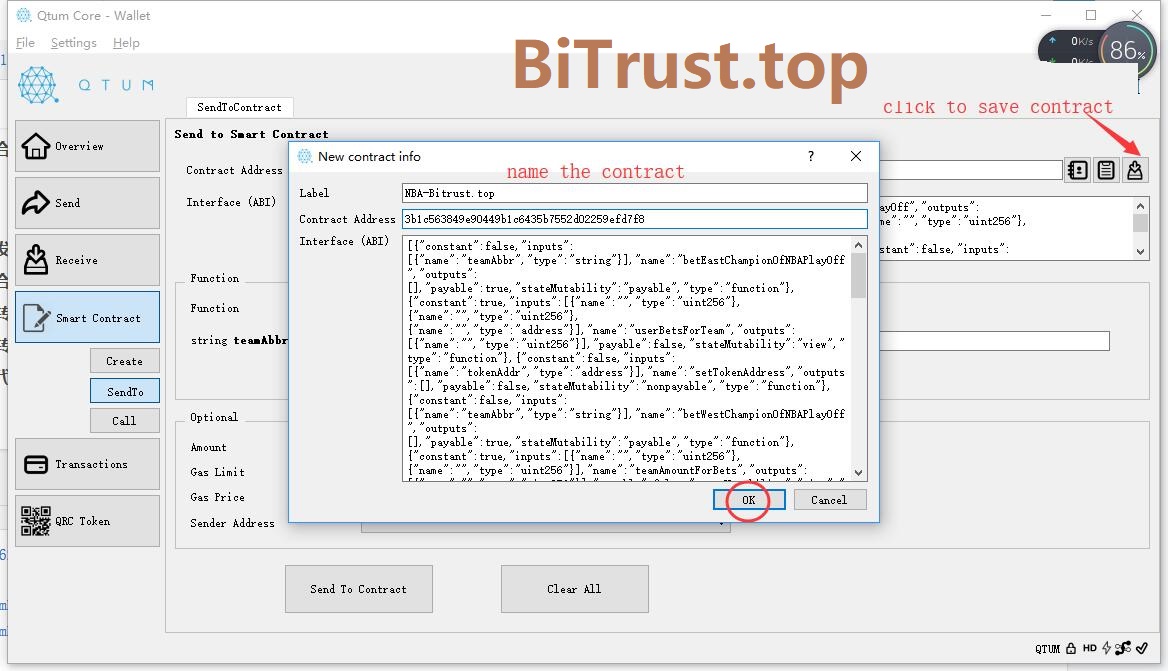 Qtum Core - Wallet
File Settings Help
BiTrust.top
0K/s
0K/s
86%
QTUM
click to save contract
SendToContract
Send to Smart Contract
Contract Address
Interface (ABI)
ayOff","outputs":
me":"","type":"uint256"},
stant":false,"inputs":
Overview
Send
Receive
Smart Contract
Create
SendTo
Call
Transactions
QRC Token
Function
Function
string teamAbbr
Optional
Amount
Gas Limit
Gas Price
Sender Address
New contract info
?
name the contract
Label
NBA-Bitrust.top
Contract Address
3b1c563849e90449b1c6435b7552d02259efd7f8
Interface (ABI)
[{"constant":false,"inputs":
[{"name":"teamAbbr","type":"string"}],"name":"betEastChampionOfNBAPlayOff
","outputs":
[],"payable":true,"stateMutability":"payable","type":"function"},
{"constant":true,"inputs":[{"name":"","type":"uint256"},
{"name":"","type":"uint256"},
{"name":"","type":"address"}],"name":"userBetsForTeam","outputs":
[{"name":"","type":"uint256"}],"payable":false,"stateMutability":"view","
type":"function"},{"constant":false,"inputs":
[{"name":"tokenAddr","type":"address"}],"name":"setTokenAddress","outputs
":[],"payable":false,"stateMutability":"nonpayable","type":"function"},
{"constant":false,"inputs":
[{"name":"teamAbbr","type":"string"}],"name":"betWestChampionOfNBAPlayOff
","outputs":
[],"payable":true,"stateMutability":"payable","type":"function"},
{"constant":true,"inputs":[{"name":"","type":"uint256"},
{"name":"","type":"uint256"}],"name":"teamAmountForBets","outputs":
OK
Cancel
Send To Contract
Clear All
QTUM HD